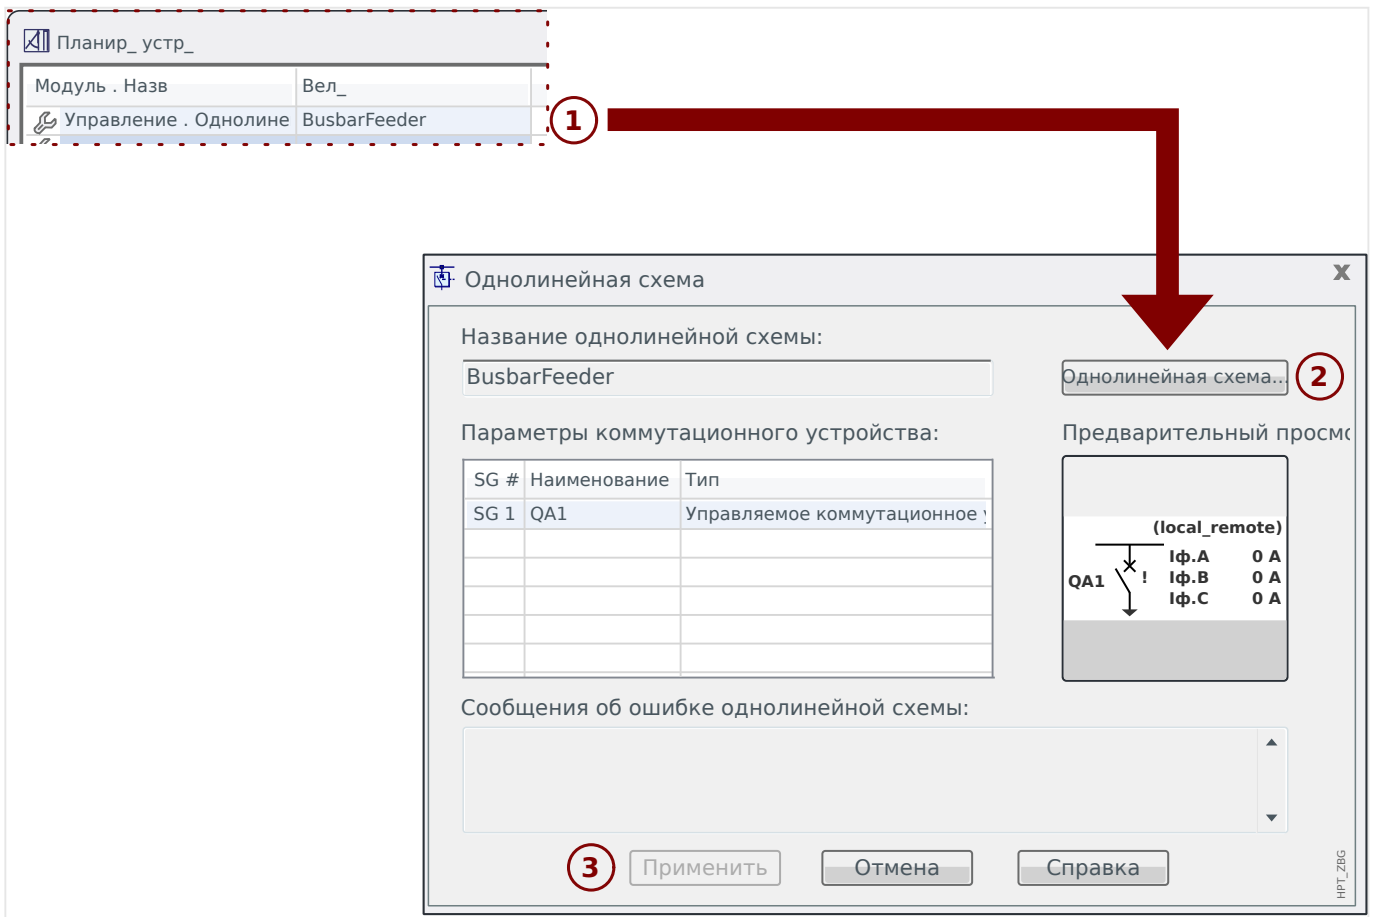 Планир_ устр_
Модуль . Назв Вел_
Управление . Однолине BusbarFeeder
1
Однолинейная схема X
Название однолинейной схемы:
BusbarFeeder Однолинейная схема... 2
Параметры коммутационного устройства: Предварительный просмо
SG # Наименование Тип
SG 1 QA1 Управляемое коммутационное у
(local_remote)
Iф.A 0 A
QA1 ! Iф.B 0 A
Iф.C 0 A
Сообщения об ошибке однолинейной схемы:
3 Применить Отмена Справка
HPT_ZBG